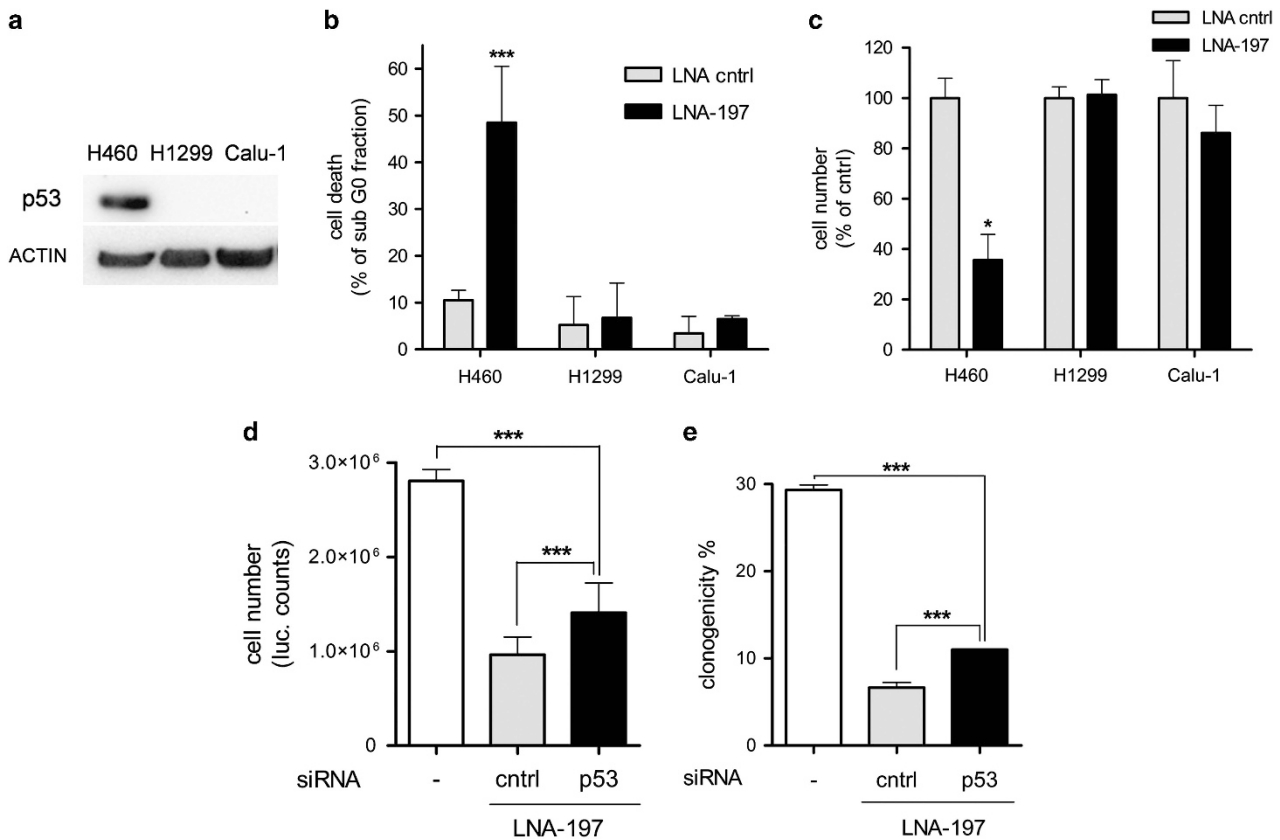 a
H460 H1299 Calu-1
p53
ACTIN
b
cell death
(% of sub G0 fraction)
60
50
40
30
20
10
0
***
LNA cntrl
LNA-197
H460
H1299
Calu-1
c
LNA cntrl
LNA-197
cell number
(% of cntrl)
120
100
80
60
40
20
0
*
H460
H1299
Calu-1
d
cell number
(luc. counts)
3.0×10⁶
2.0×10⁶
1.0×10⁶
0
***
***
siRNA
-
cntrl
p53
LNA-197
e
clonogenicity %
30
20
10
0
***
***
siRNA
-
cntrl
p53
LNA-197